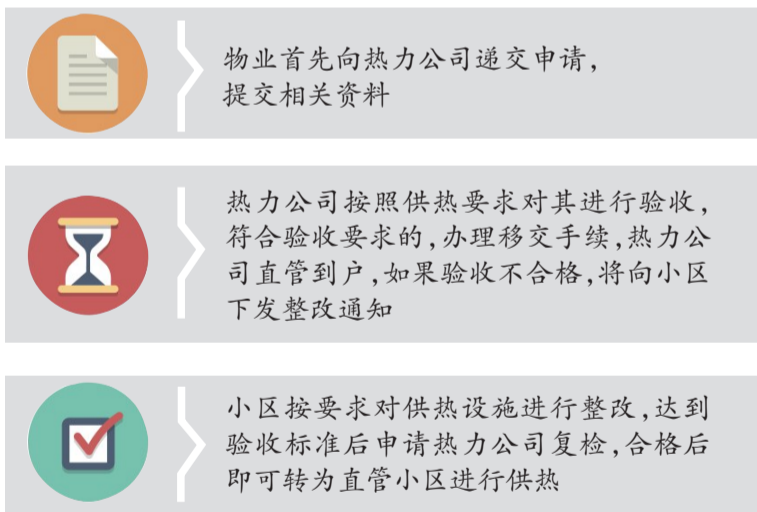 物业首先向热力公司递交申请,
提交相关资料
热力公司按照供热要求对其进行验收,
符合验收要求的,办理移交手续,热力公
司直管到户,如果验收不合格,将向小区
下发整改通知
小区按要求对供热设施进行整改,达到
验收标准后申请热力公司复检,合格后
即可转为直管小区进行供热